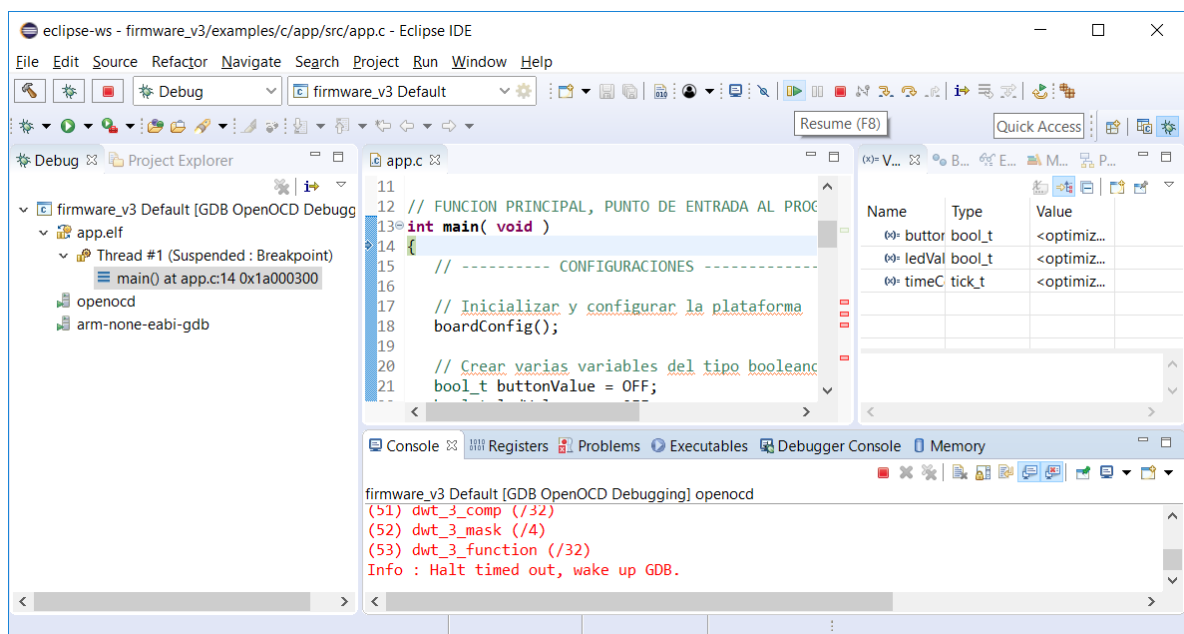 eclipse-ws - firmware_v3/examples/c/app/src/app.c - Eclipse IDE
File Edit Source Refactor Navigate Search Project Run Window Help
Debug
firmware_v3 Default
Resume (F8)
Quick Access
Debug
Project Explorer
firmware_v3 Default [GDB OpenOCD Debugg
app.elf
Thread #1 (Suspended : Breakpoint)
main() at app.c:14 0x1a000300
openocd
arm-none-eabi-gdb
app.c
11
12 // FUNCION PRINCIPAL, PUNTO DE ENTRADA AL PROG
13 int main( void )
14 {
15 // ---------- CONFIGURACIONES -------------
16
17 // Inicializar y configurar la plataforma
18 boardConfig();
19
20 // Crear varias variables del tipo booleano
21 bool_t buttonValue = OFF;
(x)= V... B... E... M... P...
Name Type Value
(x)= button bool_t <optimiz...
(x)= ledVal bool_t <optimiz...
(x)= timeC tick_t <optimiz...
Console Registers Problems Executables Debugger Console Memory
firmware_v3 Default [GDB OpenOCD Debugging] openocd
(51) dwt_3_comp (/32)
(52) dwt_3_mask (/4)
(53) dwt_3_function (/32)
Info : Halt timed out, wake up GDB.